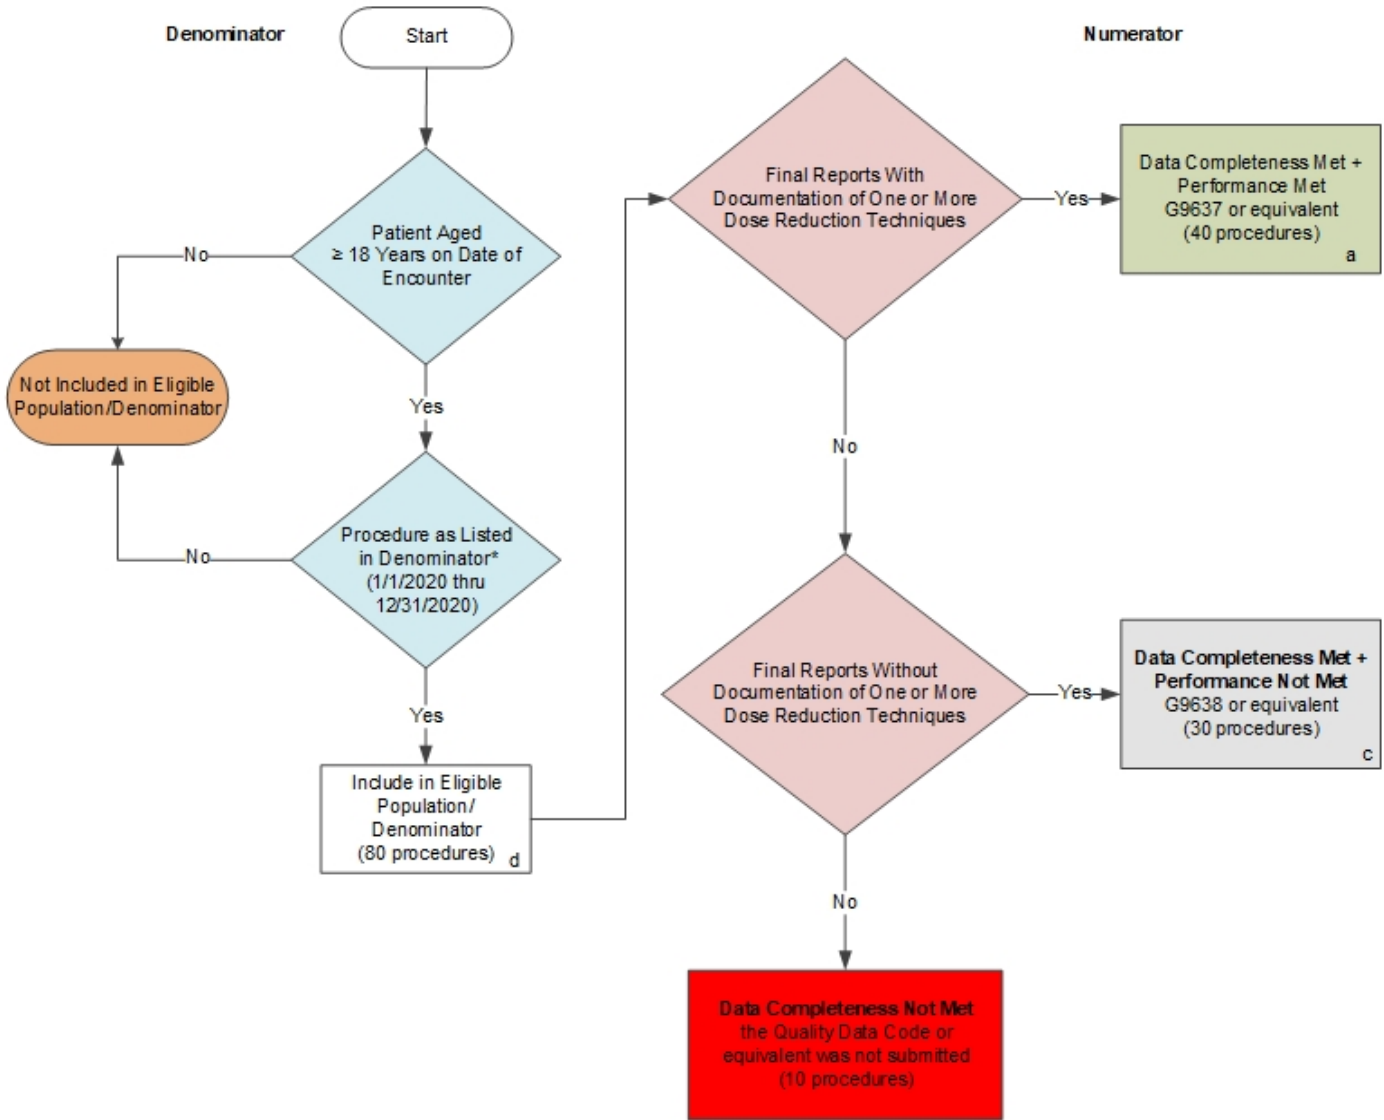 Denominator
Start
Numerator
Patient Aged
≥ 18 Years on Date of
Encounter
No
Not Included in Eligible
Population/Denominator
Yes
Procedure as Listed
in Denominator*
(1/1/2020 thru
12/31/2020)
No
Yes
Include in Eligible
Population/
Denominator
(80 procedures)
d
Final Reports With
Documentation of One or More
Dose Reduction Techniques
Yes
Data Completeness Met +
Performance Met
G9637 or equivalent
(40 procedures)
a
No
Final Reports Without
Documentation of One or More
Dose Reduction Techniques
Yes
Data Completeness Met +
Performance Not Met
G9638 or equivalent
(30 procedures)
c
No
Data Completeness Not Met
the Quality Data Code or
equivalent was not submitted
(10 procedures)